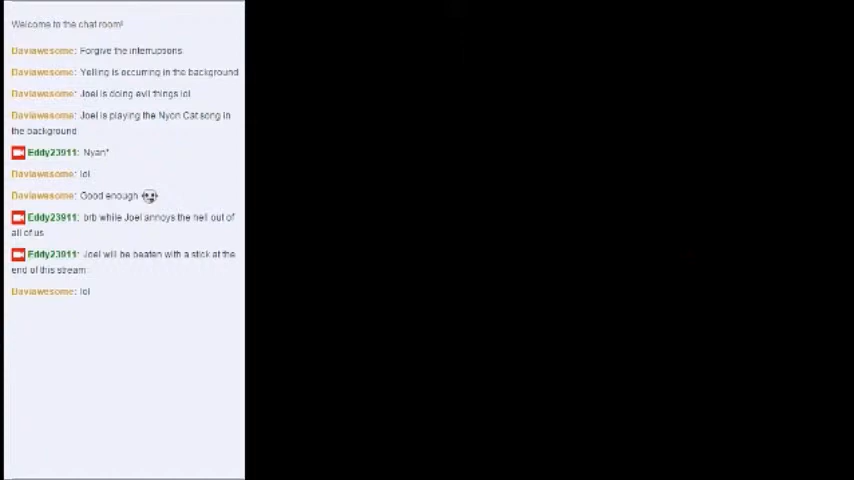 Welcome to the chat room!
Daviawesome: Forgive the interruptions.
Daviawesome: Yelling is occurring in the background
Daviawesome: Joel is doing evil things lol
Daviawesome: Joel is playing the Nyon Cat song in
the background
Eddy23911: Nyan*
Daviawesome: lol
Daviawesome: Good enough
Eddy23911: brb while Joel annoys the hell out of
all of us
Eddy23911: Joel will be beaten with a stick at the
end of this stream.
Daviawesome: lol